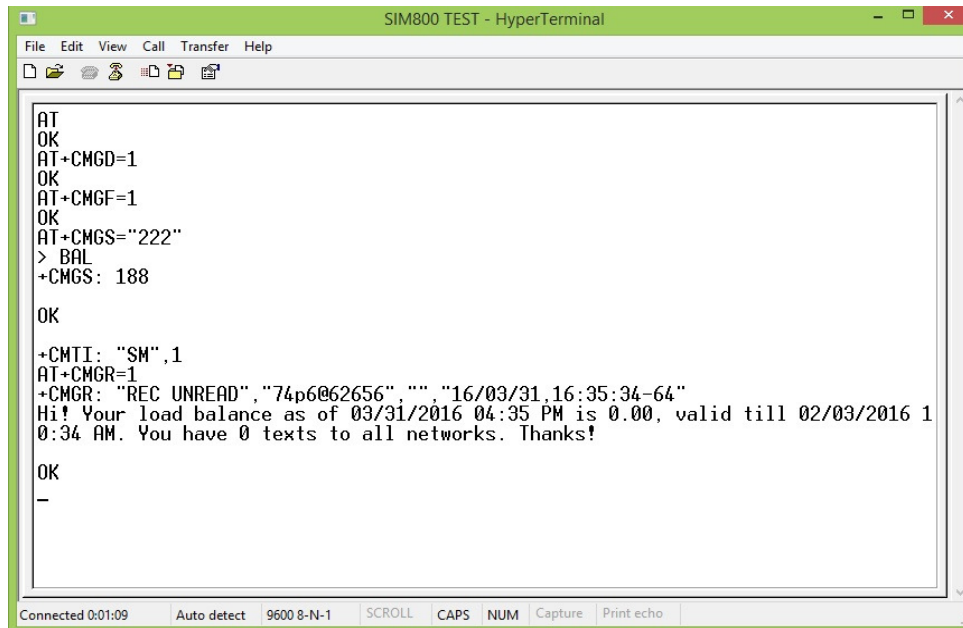 SIM800 TEST - HyperTerminal
File Edit View Call Transfer Help
AT
OK
AT+CMGD=1
OK
AT+CMGF=1
OK
AT+CMGS="222"
> BAL
+CMGS: 188
OK
+CMTI: "SM",1
AT+CMGR=1
+CMGR: "REC UNREAD","74p6@62656","","16/03/31,16:35:34-64"
Hi! Your load balance as of 03/31/2016 04:35 PM is 0.00, valid till 02/03/2016 1
0:34 AM. You have 0 texts to all networks. Thanks!
OK
Connected 0:01:09 Auto detect 9600 8-N-1 SCROLL CAPS NUM Capture Print echo